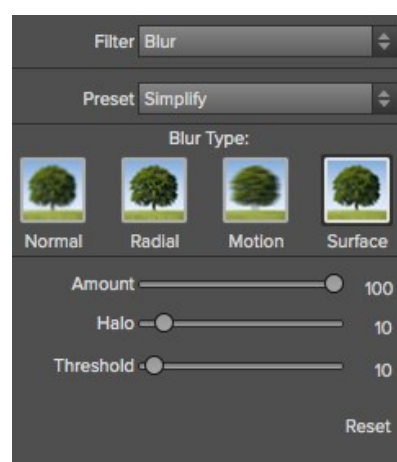 Filter Blur
Preset Simplify
Blur Type:
Normal Radial Motion Surface
Amount 100
Halo 10
Threshold 10
Reset